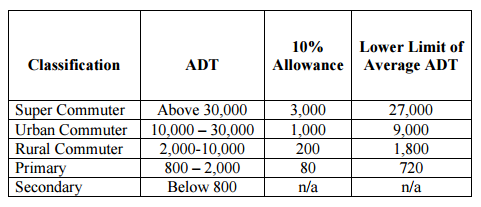 Classification ADT 10% Allowance Lower Limit of Average ADT
Super Commuter Above 30,000 3,000 27,000
Urban Commuter 10,000 – 30,000 1,000 9,000
Rural Commuter 2,000-10,000 200 1,800
Primary 800 – 2,000 80 720
Secondary Below 800 n/a n/a